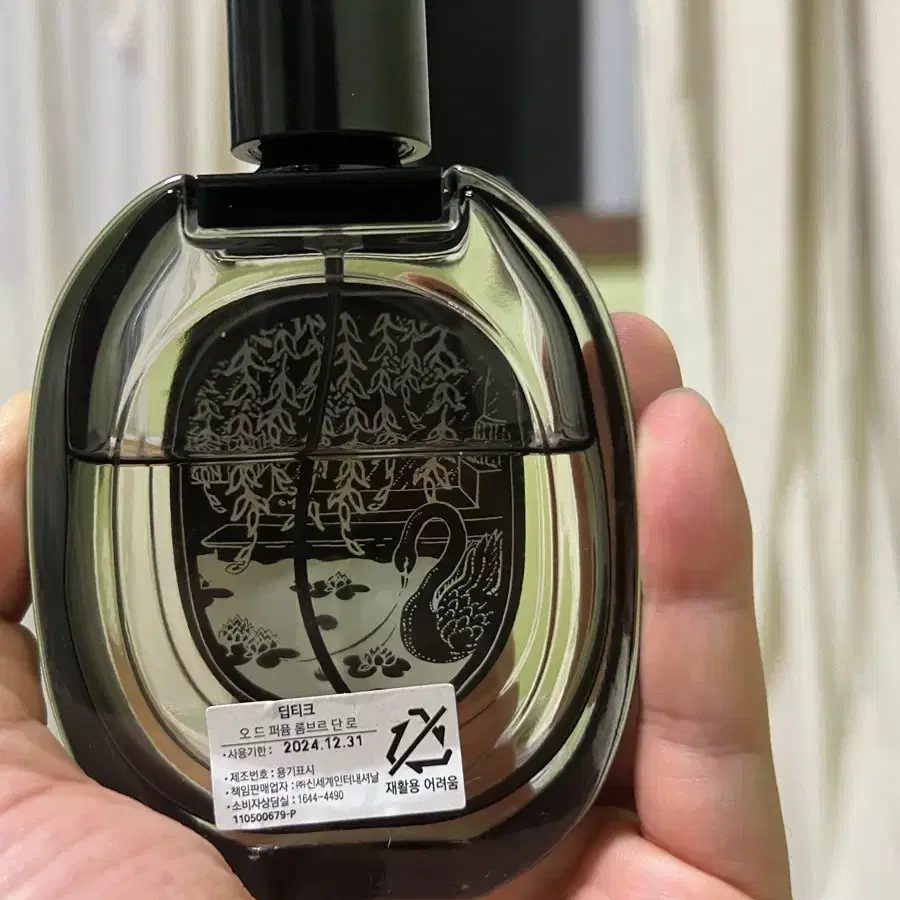 딥티크
오 드 퍼퓸 롬브르 단 로
· 사용기한 : 2024.12.31
· 제조번호 : 용기표시
· 책임판매업자 : ㈜신세계인터내셔날
· 소비자상담실 : 1644-4490
110500679-P
재활용 어려움